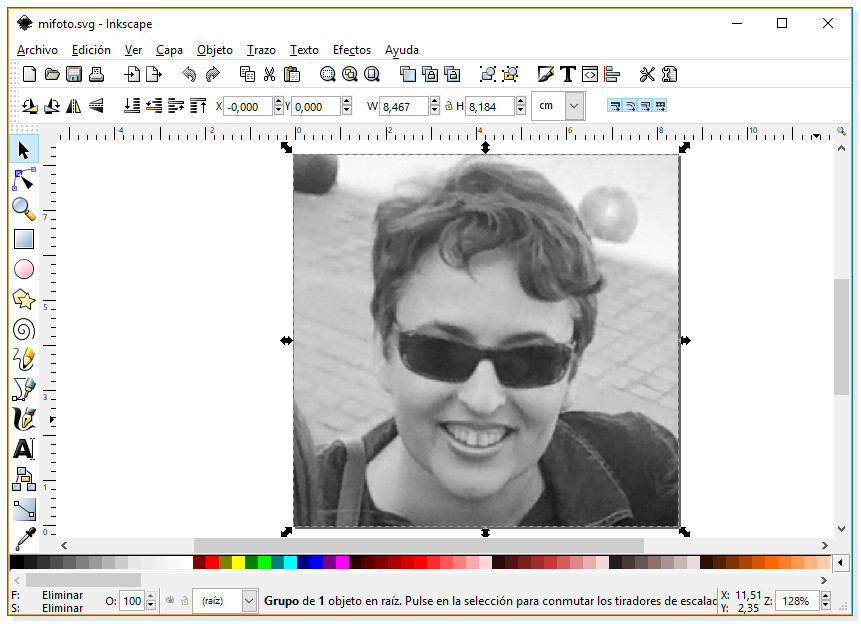 mifoto.svg - Inkscape
Archivo Edición Ver Capa Objeto Trazo Texto Efectos Ayuda
X -0,000 Y 0,000 W 8,467 H 8,184 cm
-4 -2 0 2 4 6 8 10
7
5
3
1
0
F: Eliminar O: 100 (raíz) Grupo de 1 objeto en raíz. Pulse en la selección para conmutar los tiradores de escalad X: 11,51 Z: 128%
S: Eliminar Y: 2,35